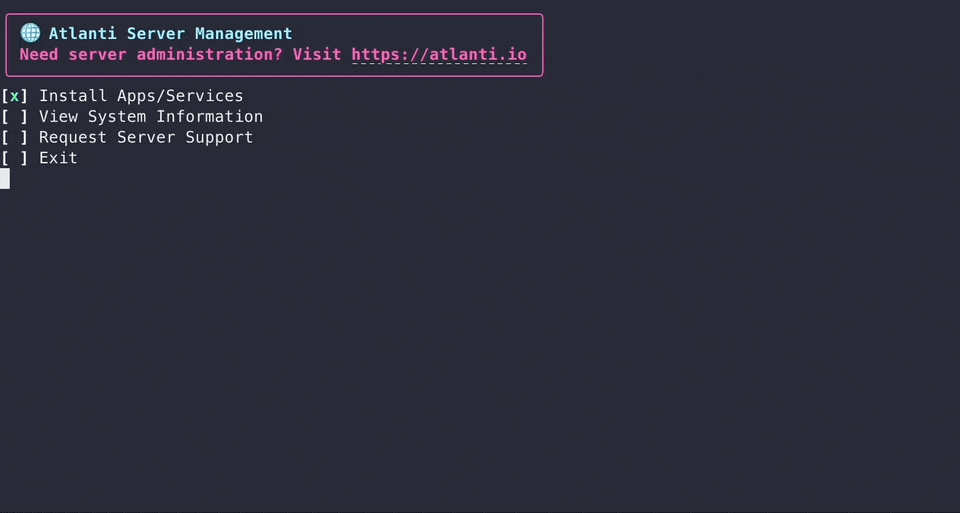 Atlanti Server Management
Need server administration? Visit https://atlanti.io
[x] Install Apps/Services
[ ] View System Information
[ ] Request Server Support
[ ] Exit